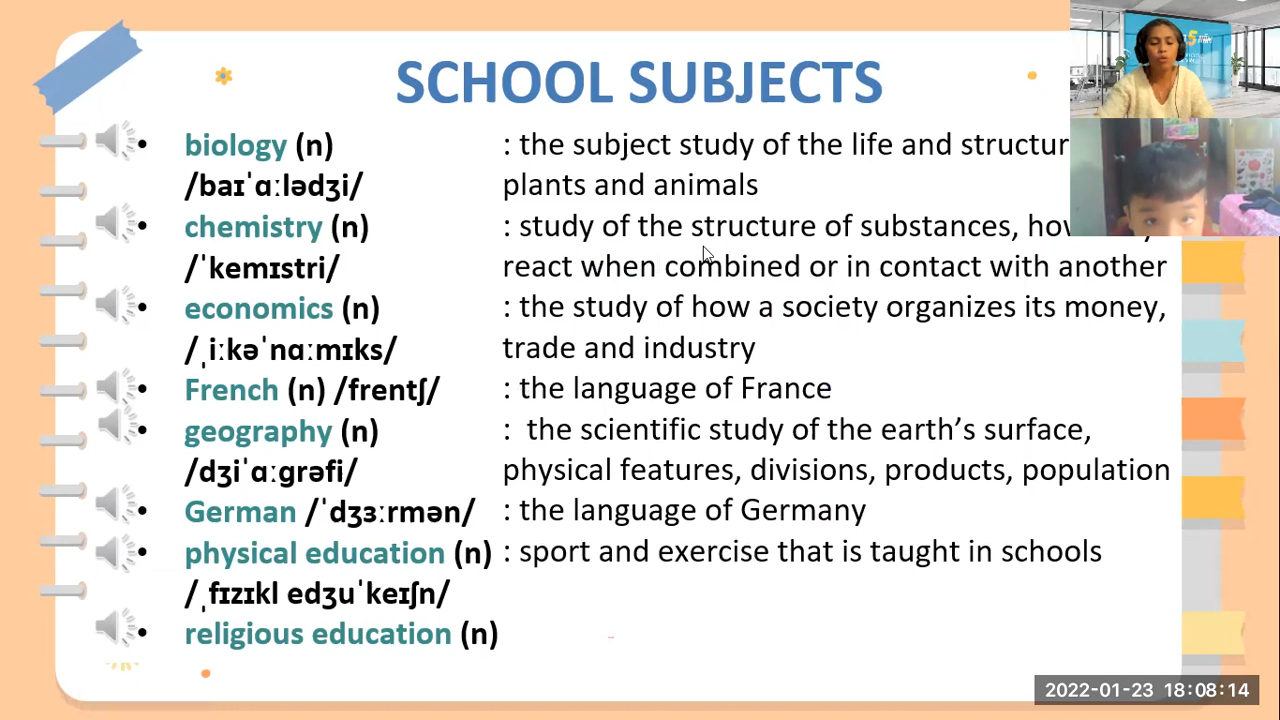 SCHOOL SUBJECTS
• biology (n) : the subject study of the life and
/baɪˈɑːlədʒi/ plants and animals
• chemistry (n) : study of the structure of substances,
/ˈkemɪstri/ react when combined or in contact with another
• economics (n) : the study of how a society organizes its money,
/ˌiːkəˈnɑːmɪks/ trade and industry
• French (n) /frentʃ/ : the language of France
• geography (n) : the scientific study of the earth’s surface,
/dʒiˈɑːɡrəfi/ physical features, divisions, products, population
• German /ˈdʒɜːrmən/ : the language of Germany
• physical education (n) : sport and exercise that is taught in schools
/ˌfɪzɪkl edʒuˈkeɪʃn/
• religious education (n)
2022-01-23 18:08:14